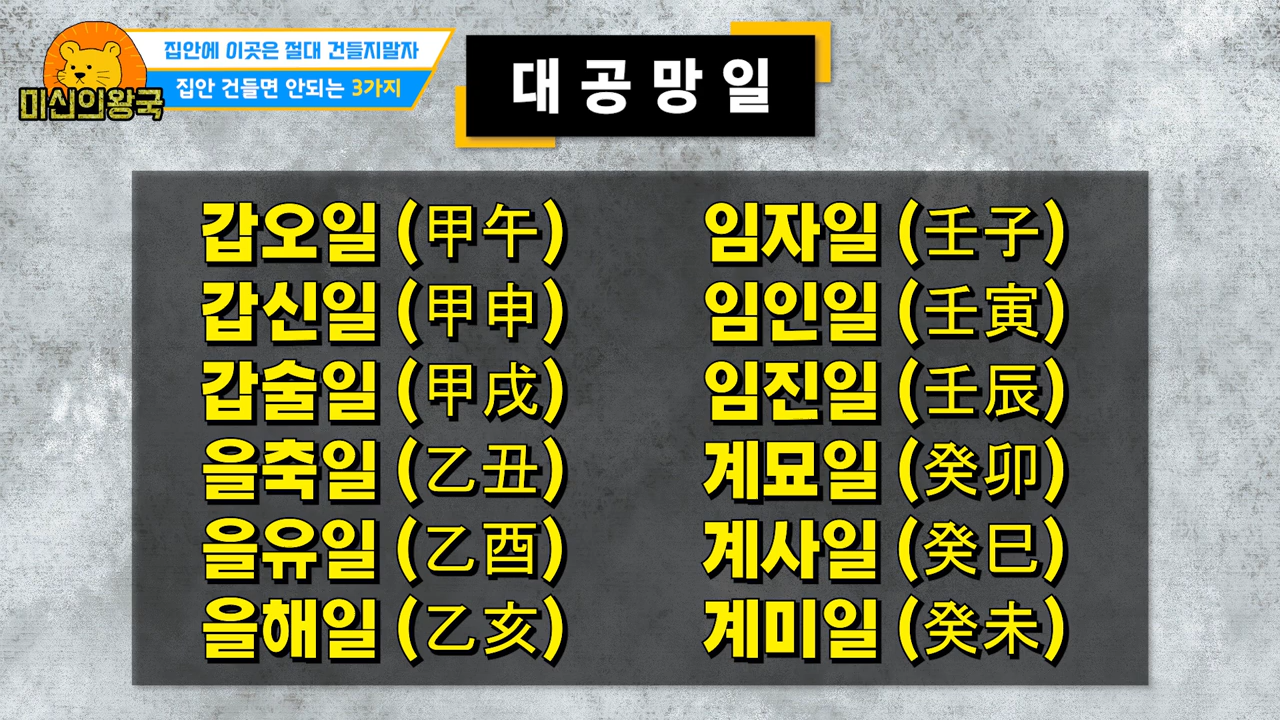 미신의왕국
집안에 이곳은 절대 건들지말자
집안 건들면 안되는 3가지
대공망일
갑오일 (甲午)
갑신일 (甲申)
갑술일 (甲戌)
을축일 (乙丑)
을유일 (乙酉)
을해일 (乙亥)
임자일 (壬子)
임인일 (壬寅)
임진일 (壬辰)
계묘일 (癸卯)
계사일 (癸巳)
계미일 (癸未)